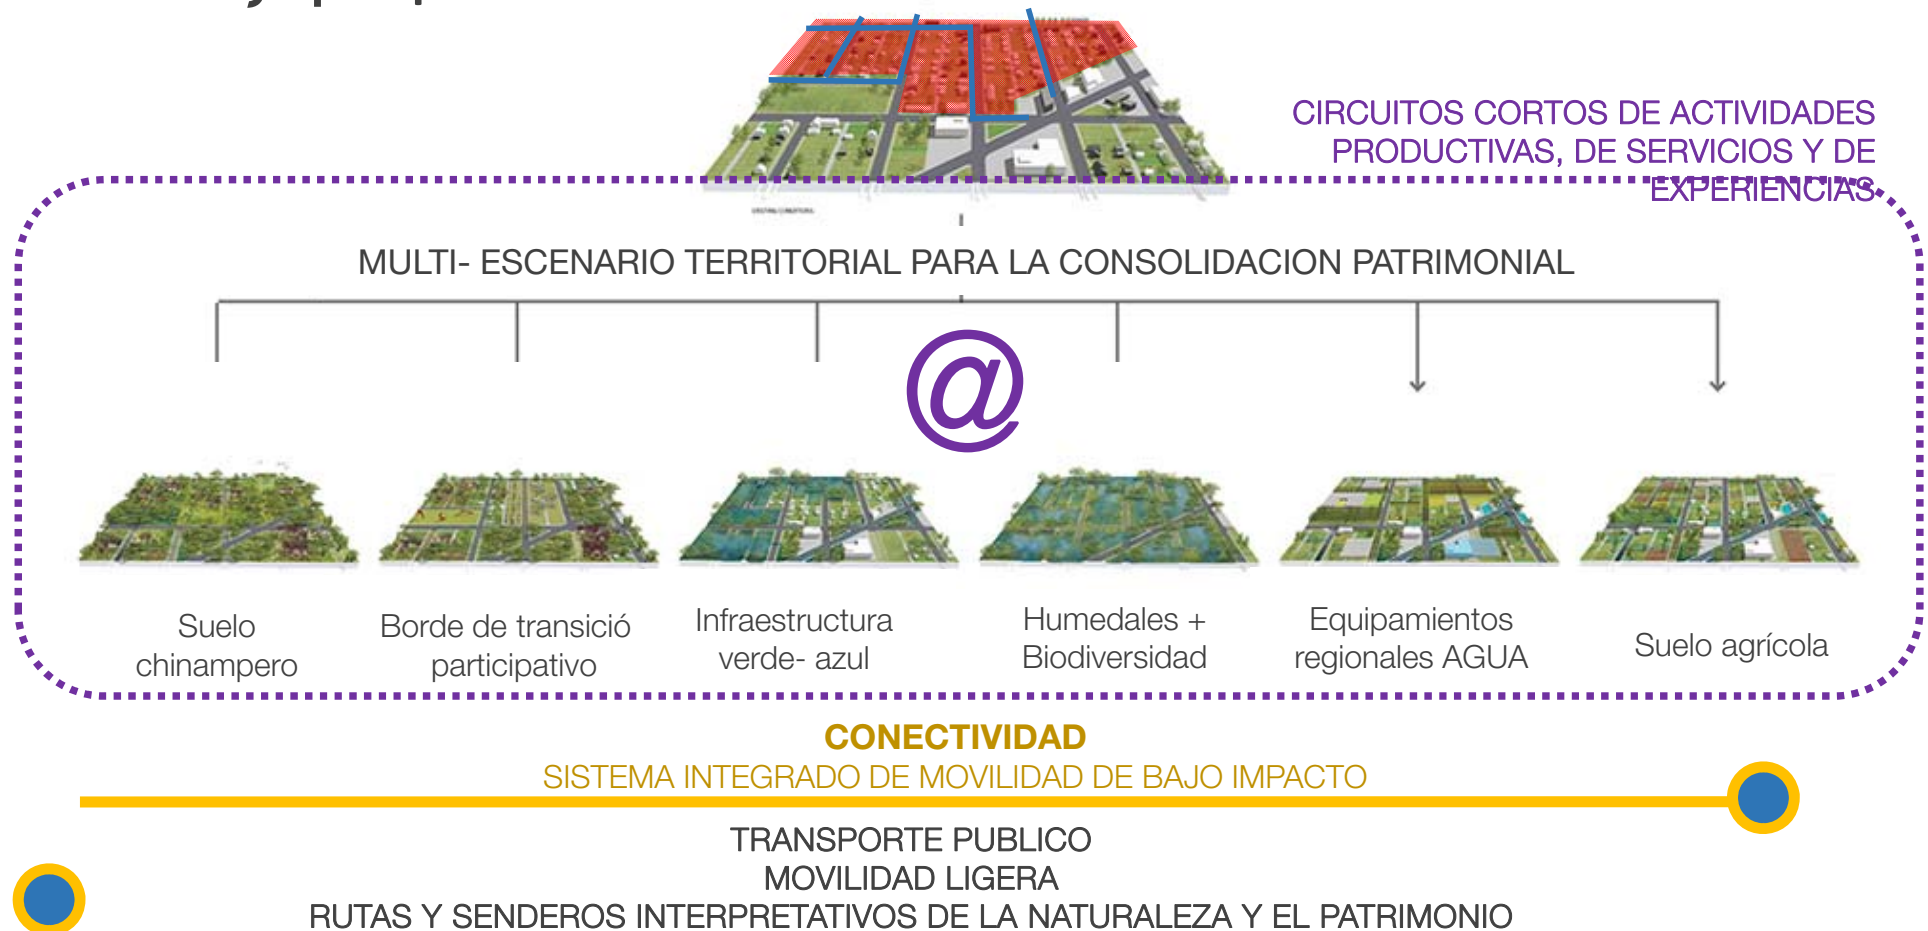 CIRCUITOS CORTOS DE ACTIVIDADES
PRODUCTIVAS, DE SERVICIOS Y DE
EXPERIENCIAS
MULTI- ESCENARIO TERRITORIAL PARA LA CONSOLIDACION PATRIMONIAL
@
Suelo
chinampero
Borde de transició
participativo
Infraestructura
verde- azul
Humedales +
Biodiversidad
Equipamientos
regionales AGUA
Suelo agrícola
CONECTIVIDAD
SISTEMA INTEGRADO DE MOVILIDAD DE BAJO IMPACTO
TRANSPORTE PUBLICO
MOVILIDAD LIGERA
RUTAS Y SENDEROS INTERPRETATIVOS DE LA NATURALEZA Y EL PATRIMONIO